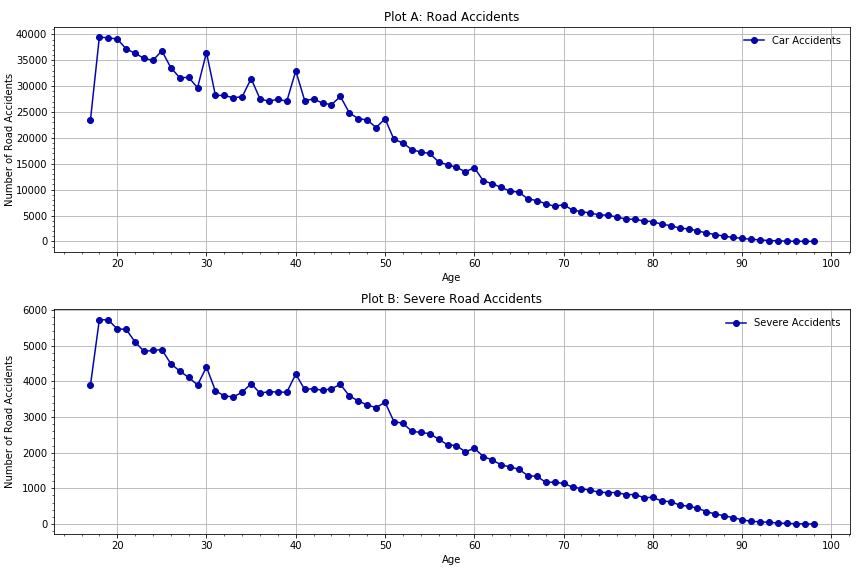 Plot A: Road Accidents
Number of Road Accidents
40000
35000
30000
25000
20000
15000
10000
5000
0
Car Accidents
20 30 40 50 60 70 80 90 100
Age
Plot B: Severe Road Accidents
Number of Road Accidents
6000
5000
4000
3000
2000
1000
0
Severe Accidents
20 30 40 50 60 70 80 90 100
Age